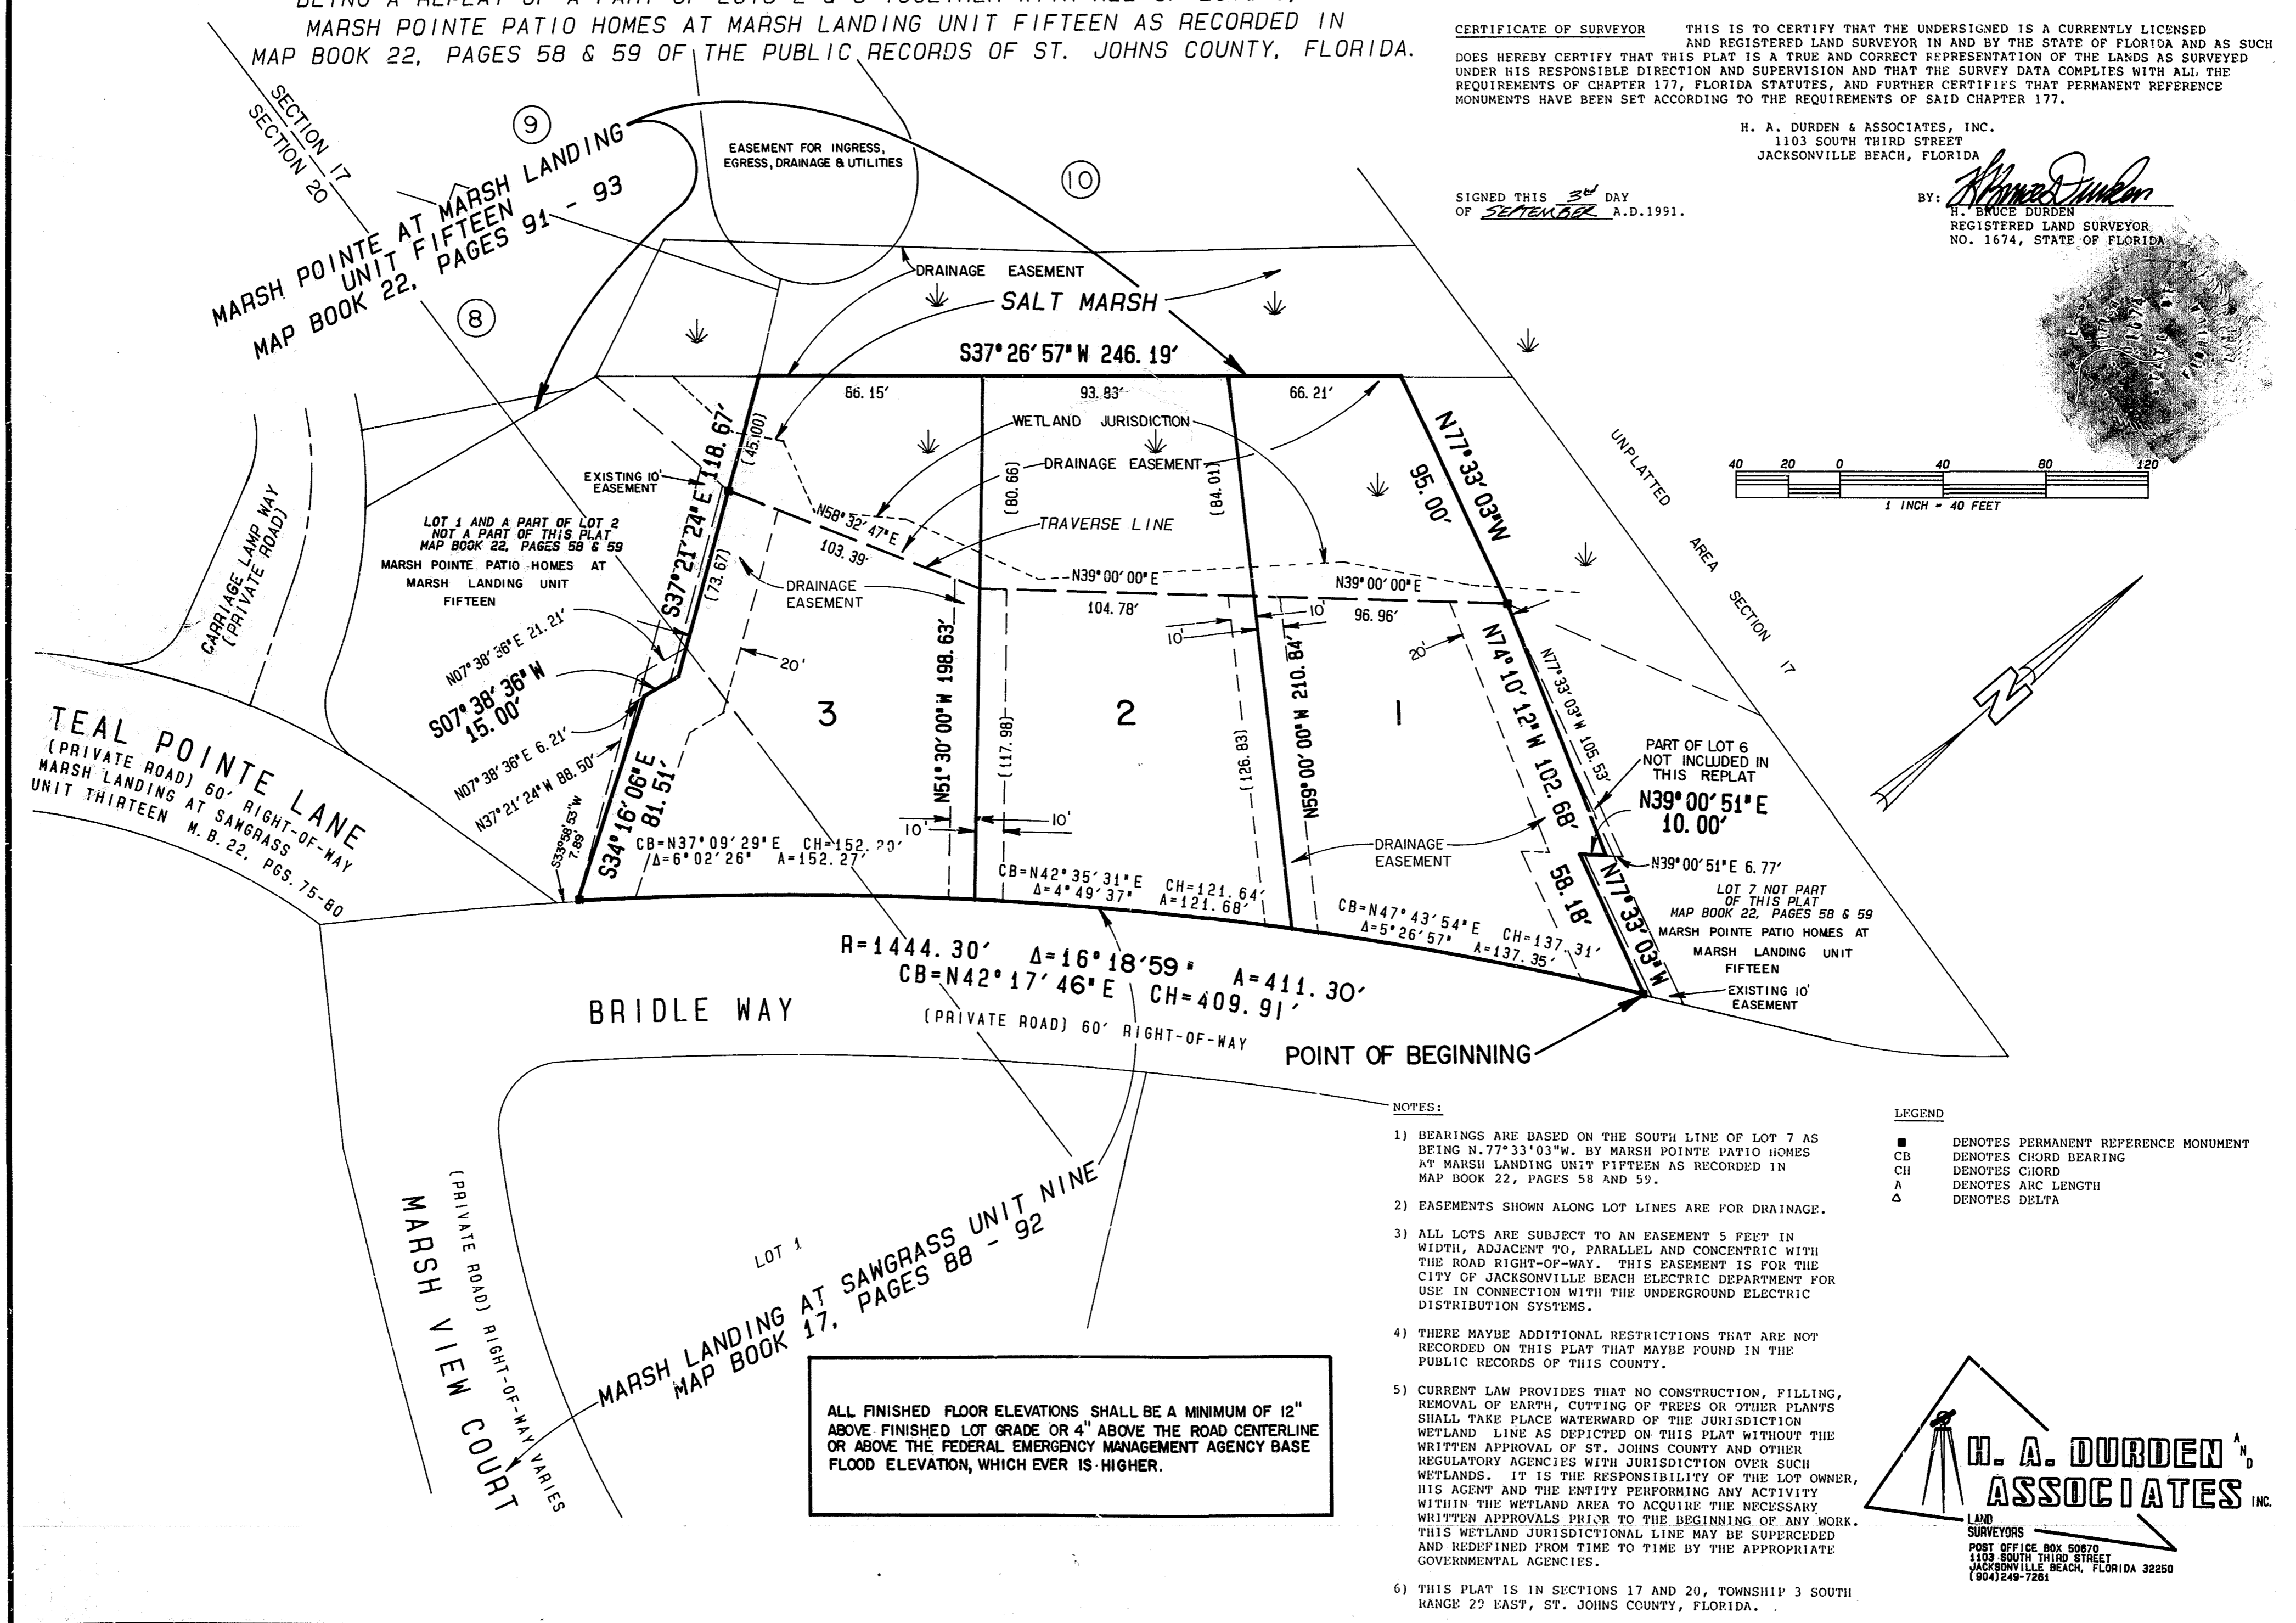 MARSH POINTE PATIO HOMES AT MARSH LANDING UNIT FIFTEEN AS RECORDED IN
MAP BOOK 22, PAGES 58 & 59 OF THE PUBLIC RECORDS OF ST. JOHNS COUNTY, FLORIDA.
CERTIFICATE OF SURVEYOR THIS IS TO CERTIFY THAT THE UNDERSIGNED IS A CURRENTLY LICENSED
AND REGISTERED LAND SURVEYOR IN AND BY THE STATE OF FLORIDA AND AS SUCH
DOES HEREBY CERTIFY THAT THIS PLAT IS A TRUE AND CORRECT REPRESENTATION OF THE LANDS AS SURVEYED
UNDER HIS RESPONSIBLE DIRECTION AND SUPERVISION AND THAT THE SURVEY DATA COMPLIES WITH ALL THE
REQUIREMENTS OF CHAPTER 177, FLORIDA STATUTES, AND FURTHER CERTIFIES THAT PERMANENT REFERENCE
MONUMENTS HAVE BEEN SET ACCORDING TO THE REQUIREMENTS OF SAID CHAPTER 177.
H. A. DURDEN & ASSOCIATES, INC.
1103 SOUTH THIRD STREET
JACKSONVILLE BEACH, FLORIDA
SIGNED THIS 3rd DAY
OF SEPTEMBER A.D.1991.
BY: H Bruce Durden
H. BRUCE DURDEN
REGISTERED LAND SURVEYOR
NO. 1674, STATE OF FLORIDA
SECTION 17
SECTION 20
9
10
8
MARSH POINTE AT MARSH LANDING
UNIT FIFTEEN
MAP BOOK 22, PAGES 91 - 93
EASEMENT FOR INGRESS,
EGRESS, DRAINAGE & UTILITIES
DRAINAGE EASEMENT
SALT MARSH
S37°26'57"W 246.19'
86.15'
93.83'
66.21'
WETLAND JURISDICTION
DRAINAGE EASEMENT
TRAVERSE LINE
S37°21'24"E 118.67'
(45.00)
(73.67)
(80.66)
(84.01)
N77°33'03"W
95.00'
UNPLATTED AREA SECTION 17
40 20 0 40 80 120
1 INCH = 40 FEET
EXISTING 10'
EASEMENT
LOT 1 AND A PART OF LOT 2
NOT A PART OF THIS PLAT
MAP BOOK 22, PAGES 58 & 59
MARSH POINTE PATIO HOMES AT
MARSH LANDING UNIT
FIFTEEN
CARRIAGE LAMP WAY
(PRIVATE ROAD)
N58°32'47"E
103.39'
N39°00'00"E
104.78'
N39°00'00"E
96.96'
DRAINAGE
EASEMENT
N07°38'36"E 21.21'
S07°38'36"W
15.00'
N07°38'36"E 6.21'
N37°21'24"W 88.50'
S33°58'53"W
7.89'
S34°16'06"E
81.51'
20'
3
N51°30'00"W 198.63'
(117.98)
10'
10'
2
10'
10'
(126.83)
N59°00'00"W 210.84'
1
20'
N74°10'12"W 102.68'
N77°33'03"W 105.53'
PART OF LOT 6
NOT INCLUDED IN
THIS REPLAT
N39°00'51"E
10.00'
N39°00'51"E 6.77'
LOT 7 NOT PART
OF THIS PLAT
MAP BOOK 22, PAGES 58 & 59
MARSH POINTE PATIO HOMES AT
MARSH LANDING UNIT
FIFTEEN
EXISTING 10'
EASEMENT
N77°33'03"W
58.18'
DRAINAGE
EASEMENT
TEAL POINTE LANE
(PRIVATE ROAD) 60' RIGHT-OF-WAY
MARSH LANDING AT SAWGRASS
UNIT THIRTEEN M.B.22, PGS.75-80
CB=N37°09'29"E CH=152.20'
Δ=6°02'26" A=152.27'
CB=N42°35'31"E CH=121.64'
Δ=4°49'37" A=121.68'
CB=N47°43'54"E CH=137.31'
Δ=5°26'57" A=137.35'
R=1444.30' Δ=16°18'59" A=411.30'
CB=N42°17'46"E CH=409.91'
BRIDLE WAY
(PRIVATE ROAD) 60' RIGHT-OF-WAY
POINT OF BEGINNING
N
MARSH VIEW COURT
(PRIVATE ROAD) RIGHT-OF-WAY VARIES
LOT 1
MARSH LANDING AT SAWGRASS UNIT NINE
MAP BOOK 17, PAGES 88 - 92
ALL FINISHED FLOOR ELEVATIONS SHALL BE A MINIMUM OF 12"
ABOVE FINISHED LOT GRADE OR 4" ABOVE THE ROAD CENTERLINE
OR ABOVE THE FEDERAL EMERGENCY MANAGEMENT AGENCY BASE
FLOOD ELEVATION, WHICH EVER IS HIGHER.
NOTES:
1) BEARINGS ARE BASED ON THE SOUTH LINE OF LOT 7 AS
BEING N.77°33'03"W. BY MARSH POINTE PATIO HOMES
AT MARSH LANDING UNIT FIFTEEN AS RECORDED IN
MAP BOOK 22, PAGES 58 AND 59.
2) EASEMENTS SHOWN ALONG LOT LINES ARE FOR DRAINAGE.
3) ALL LOTS ARE SUBJECT TO AN EASEMENT 5 FEET IN
WIDTH, ADJACENT TO, PARALLEL AND CONCENTRIC WITH
THE ROAD RIGHT-OF-WAY. THIS EASEMENT IS FOR THE
CITY OF JACKSONVILLE BEACH ELECTRIC DEPARTMENT FOR
USE IN CONNECTION WITH THE UNDERGROUND ELECTRIC
DISTRIBUTION SYSTEMS.
4) THERE MAYBE ADDITIONAL RESTRICTIONS THAT ARE NOT
RECORDED ON THIS PLAT THAT MAYBE FOUND IN THE
PUBLIC RECORDS OF THIS COUNTY.
5) CURRENT LAW PROVIDES THAT NO CONSTRUCTION, FILLING,
REMOVAL OF EARTH, CUTTING OF TREES OR OTHER PLANTS
SHALL TAKE PLACE WATERWARD OF THE JURISDICTION
WETLAND LINE AS DEPICTED ON THIS PLAT WITHOUT THE
WRITTEN APPROVAL OF ST. JOHNS COUNTY AND OTHER
REGULATORY AGENCIES WITH JURISDICTION OVER SUCH
WETLANDS. IT IS THE RESPONSIBILITY OF THE LOT OWNER,
HIS AGENT AND THE ENTITY PERFORMING ANY ACTIVITY
WITHIN THE WETLAND AREA TO ACQUIRE THE NECESSARY
WRITTEN APPROVALS PRIOR TO THE BEGINNING OF ANY WORK.
THIS WETLAND JURISDICTIONAL LINE MAY BE SUPERCEDED
AND REDEFINED FROM TIME TO TIME BY THE APPROPRIATE
GOVERNMENTAL AGENCIES.
6) THIS PLAT IS IN SECTIONS 17 AND 20, TOWNSHIP 3 SOUTH
RANGE 29 EAST, ST. JOHNS COUNTY, FLORIDA.
LEGEND
■ DENOTES PERMANENT REFERENCE MONUMENT
CB DENOTES CHORD BEARING
CH DENOTES CHORD
A DENOTES ARC LENGTH
Δ DENOTES DELTA
H. A. DURDEN AND
ASSOCIATES INC.
LAND
SURVEYORS
POST OFFICE BOX 50670
1103 SOUTH THIRD STREET
JACKSONVILLE BEACH, FLORIDA 32250
(904)249-7261